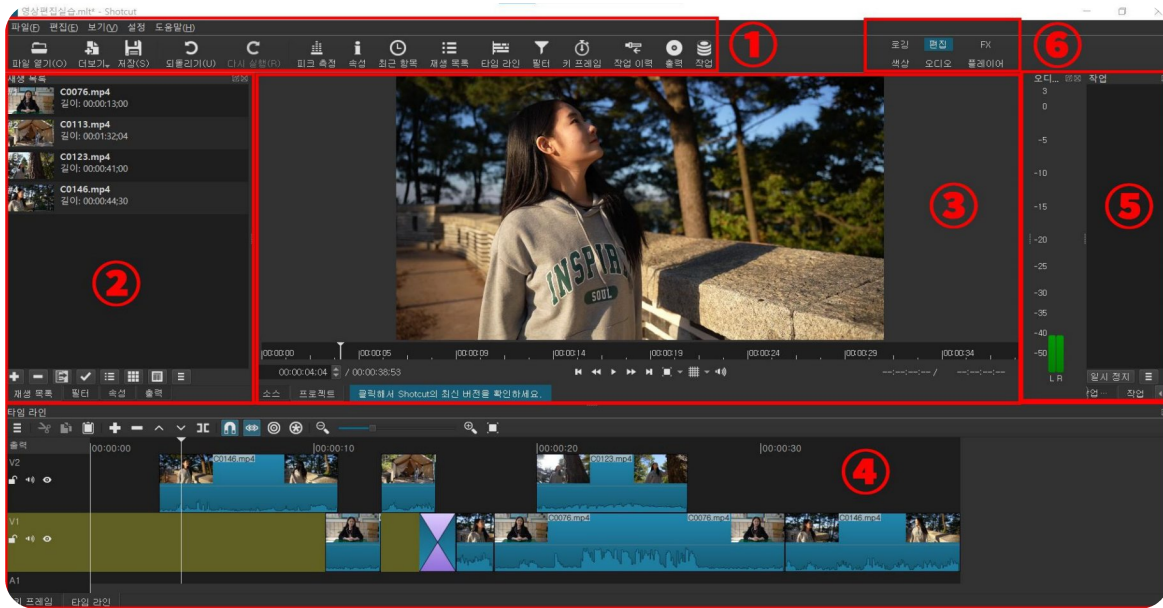 영상편집실습.mlt* - Shotcut
파일(F) 편집(E) 보기(V) 설정 도움말(H)
파일 열기(O) 더보기 저장(S) 되돌리기(U) 다시 실행(R) 피크 측정 속성 최근 항목 재생 목록 타임 라인 필터 키 프레임 작업 이력 출력 작업
①
로깅 편집 FX
색상 오디오 플레이어
⑥
재생 목록
C0076.mp4
길이: 00:00:13;00
#2
C0113.mp4
길이: 00:01:32;04
#3
C0123.mp4
길이: 00:00:41;00
#4
C0146.mp4
길이: 00:00:44;30
②
재생 목록 필터 속성 출력
INSPIR
SOUL
③
00:00:00 00:00:05 00:00:09 00:00:14 00:00:19 00:00:24 00:00:29 00:00:34
00:00:04:04 / 00:00:38:53 --:--:--:-- / --:--:--:--
소스 프로젝트 클릭해서 Shotcut의 최신 버전을 확인하세요.
오디... 작업
3
0
-5
-10
-15
-20
-25
-30
-35
-40
-50
L R
⑤
일시 정지
작업
타임 라인
출력 00:00:00 00:00:10 00:00:20 00:00:30
V2
C0146.mp4 C0123.mp4
④
V1
C0076.mp4 C0076.mp4 C0146.mp4
A1
키 프레임 타임 라인